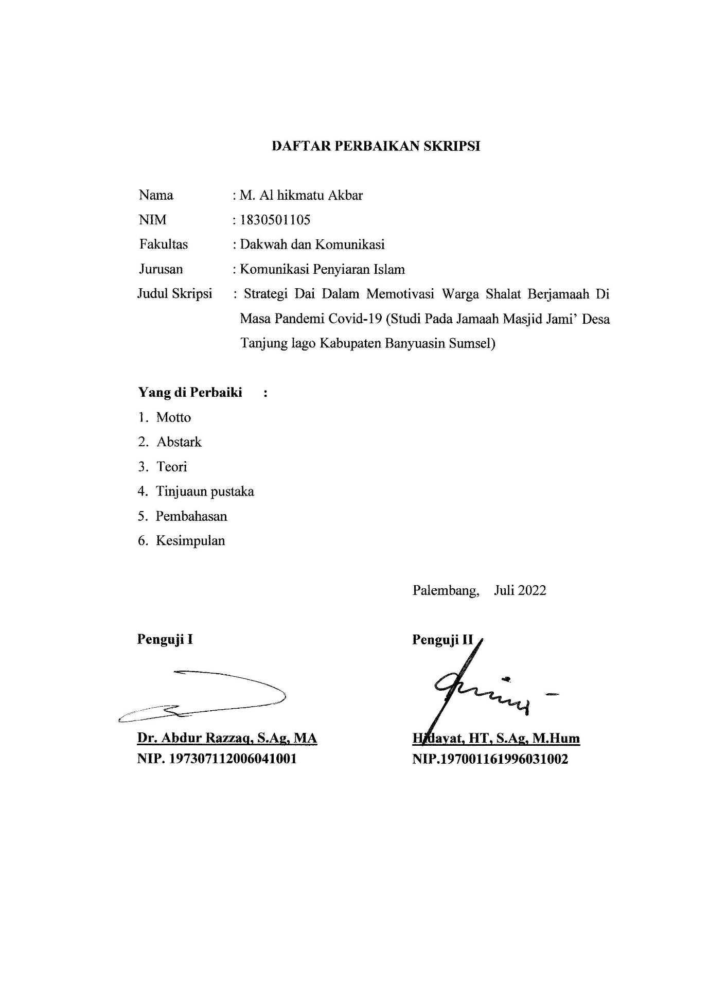 DAFTAR PERBAIKAN SKRIPSI
Nama : M. Al hikmatu Akbar
NIM : 1830501105
Fakultas : Dakwah dan Komunikasi
Jurusan : Komunikasi Penyiaran Islam
Judul Skripsi : Strategi Dai Dalam Memotivasi Warga Shalat Berjamaah Di
Masa Pandemi Covid-19 (Studi Pada Jamaah Masjid Jami’ Desa
Tanjung lago Kabupaten Banyuasin Sumsel)
Yang di Perbaiki :
1. Motto
2. Abstark
3. Teori
4. Tinjuaun pustaka
5. Pembahasan
6. Kesimpulan
Palembang, Juli 2022
Penguji I Penguji II
Dr. Abdur Razzaq, S.Ag, MA Hidayat, HT, S.Ag, M.Hum
NIP. 197307112006041001 NIP.197001161996031002